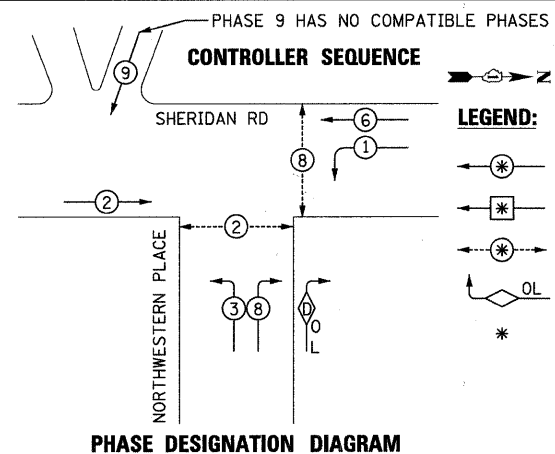 PHASE 9 HAS NO COMPATIBLE PHASES
CONTROLLER SEQUENCE
9
N
SHERIDAN RD
6
LEGEND:
1
8
*
2
*
2
*
NORTHWESTERN PLACE
3
8
D
OL
OL
*
PHASE DESIGNATION DIAGRAM